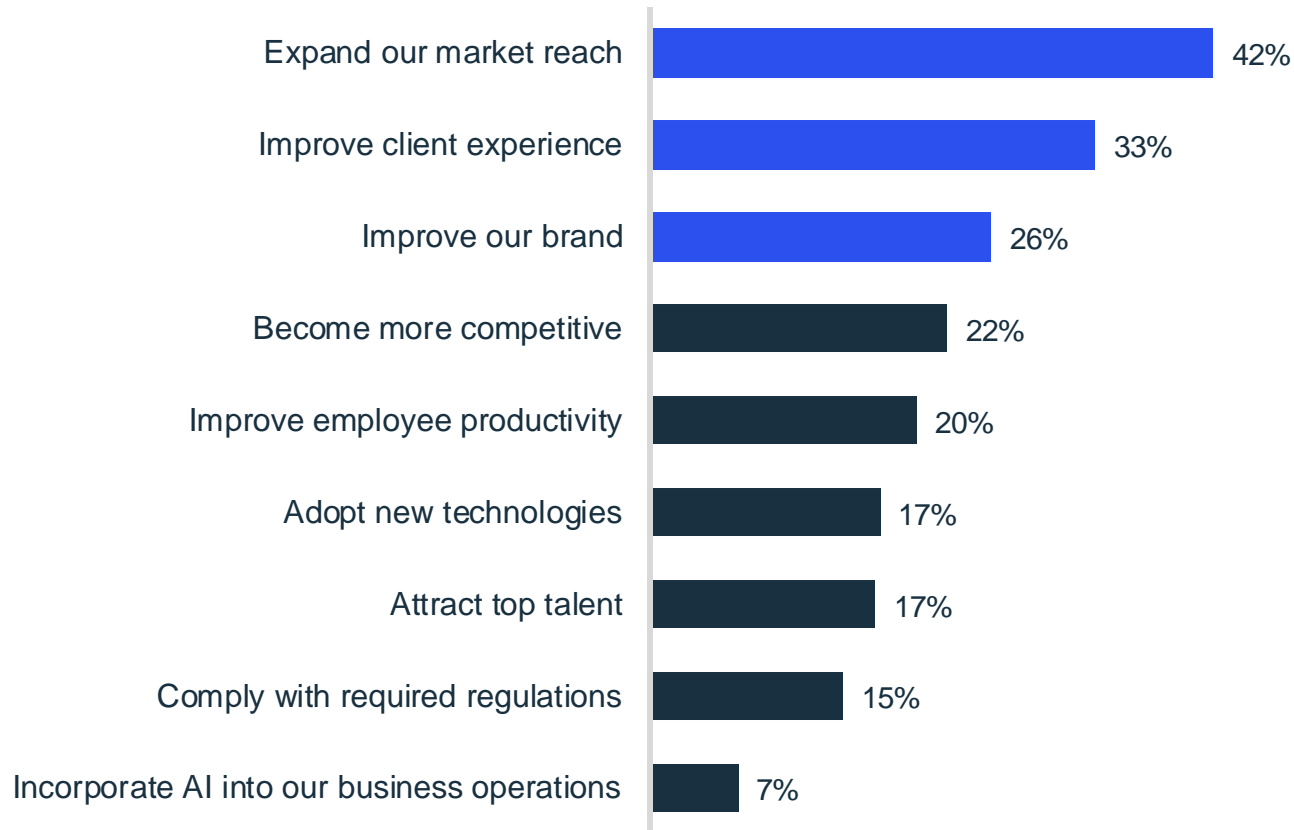 Expand our market reach 42%
Improve client experience 33%
Improve our brand 26%
Become more competitive 22%
Improve employee productivity 20%
Adopt new technologies 17%
Attract top talent 17%
Comply with required regulations 15%
Incorporate AI into our business operations 7%